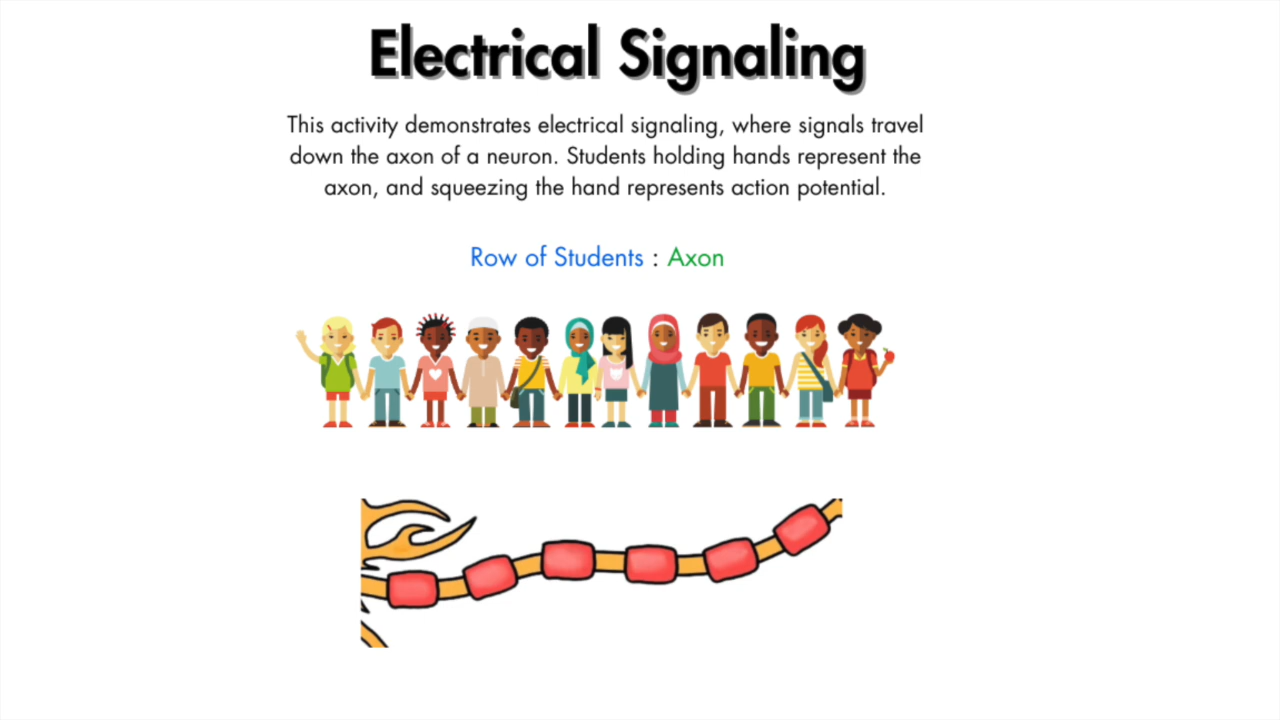 Electrical Signaling
This activity demonstrates electrical signaling, where signals travel
down the axon of a neuron. Students holding hands represent the
axon, and squeezing the hand represents action potential.
Row of Students : Axon